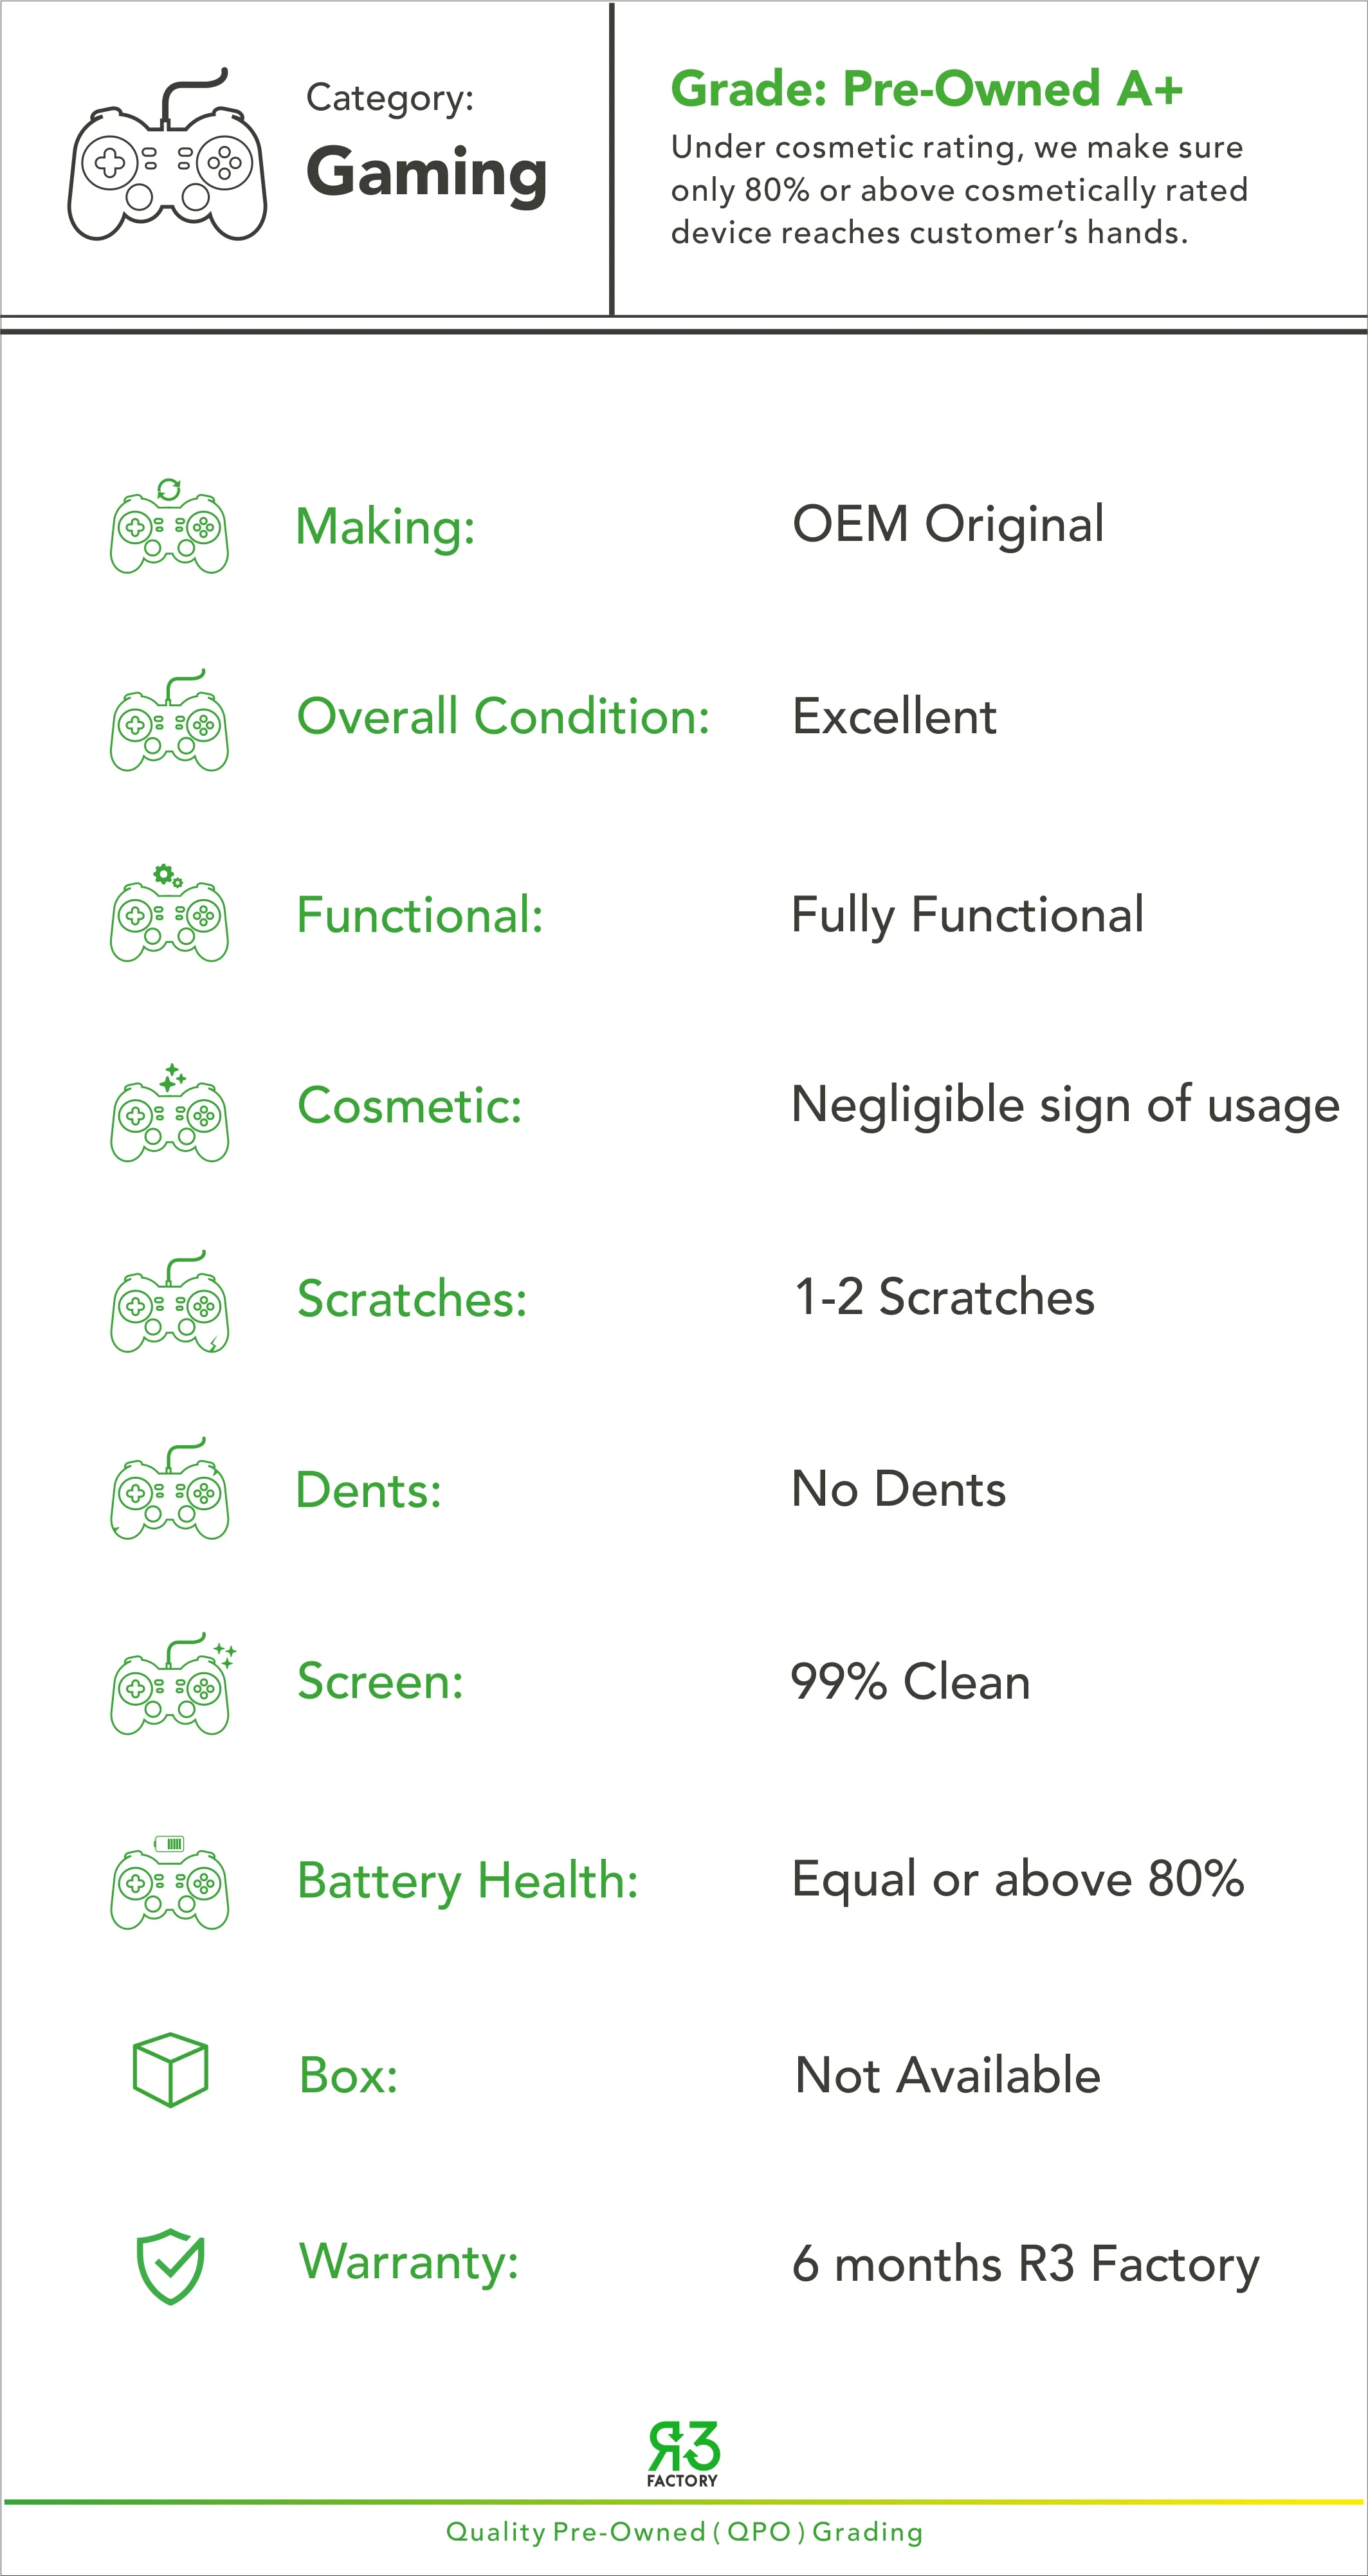 Category:
Gaming
Grade: Pre-Owned A+
Under cosmetic rating, we make sure
only 80% or above cosmetically rated
device reaches customer's hands.
Making: OEM Original
Overall Condition: Excellent
Functional: Fully Functional
Cosmetic: Negligible sign of usage
Scratches: 1-2 Scratches
Dents: No Dents
Screen: 99% Clean
Battery Health: Equal or above 80%
Box: Not Available
Warranty: 6 months R3 Factory
R3
FACTORY
Quality Pre-Owned ( QPO ) Grading